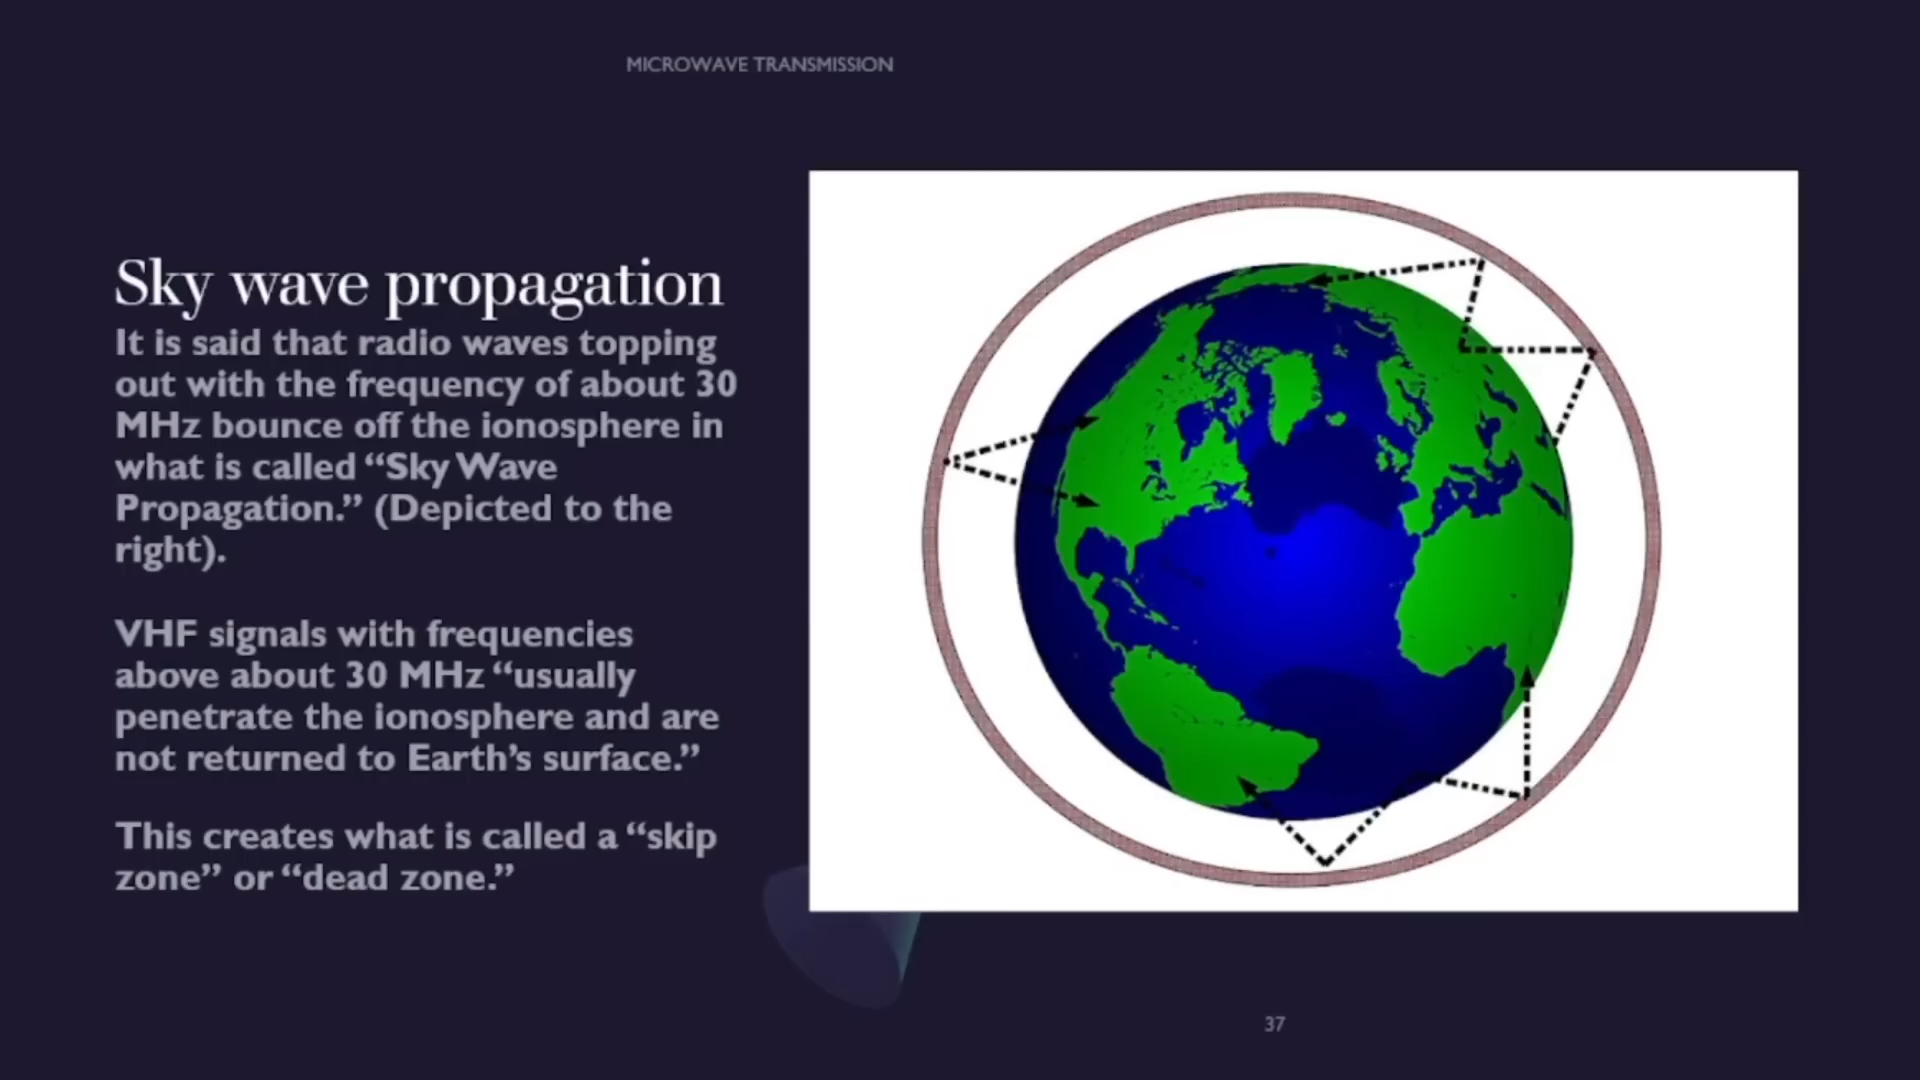 MICROWAVE TRANSMISSION
Sky wave propagation
It is said that radio waves topping
out with the frequency of about 30
MHz bounce off the ionosphere in
what is called “Sky Wave
Propagation.” (Depicted to the
right).
VHF signals with frequencies
above about 30 MHz “usually
penetrate the ionosphere and are
not returned to Earth’s surface.”
This creates what is called a “skip
zone” or “dead zone.”
37